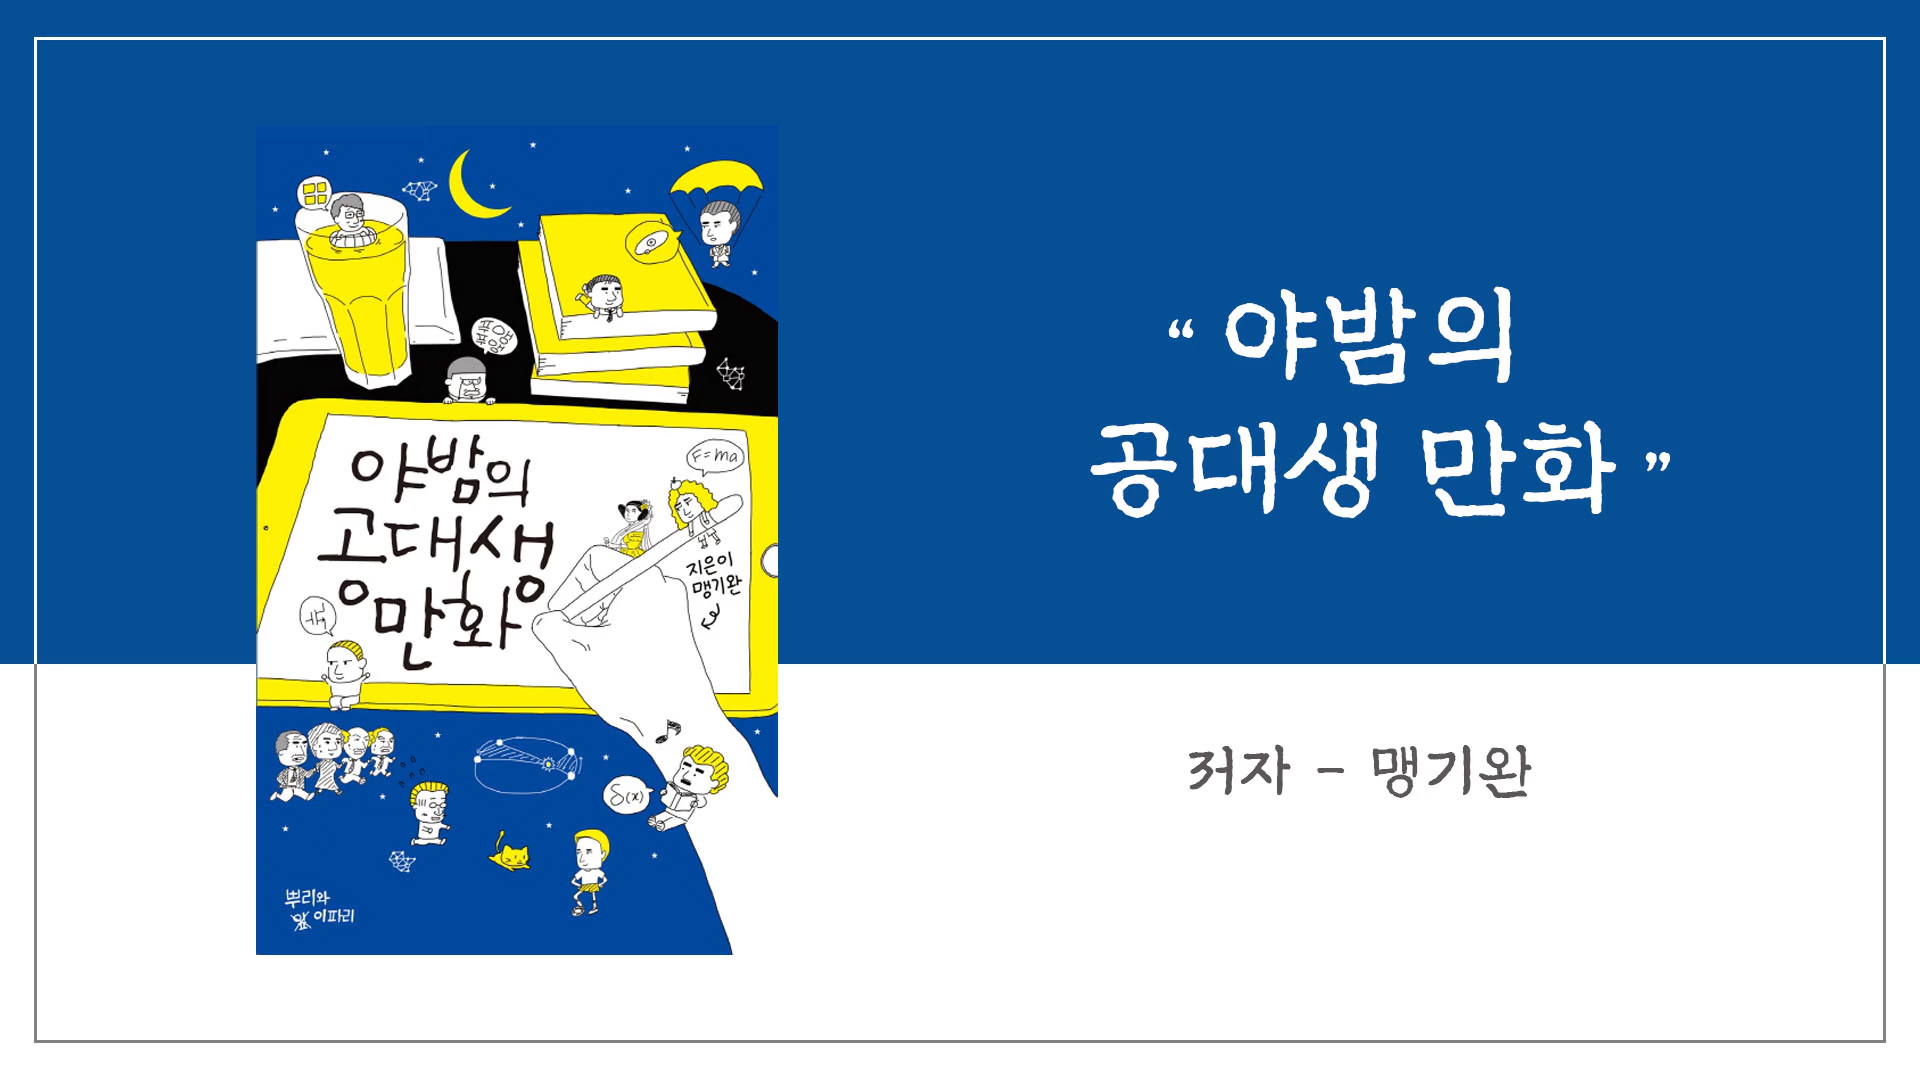 F=ma
야밤의
공대생
만화
지은이
맹기완
δ(x)
뿌리와
이파리
“ 야밤의
공대생 만화 ”
저자 - 맹기완